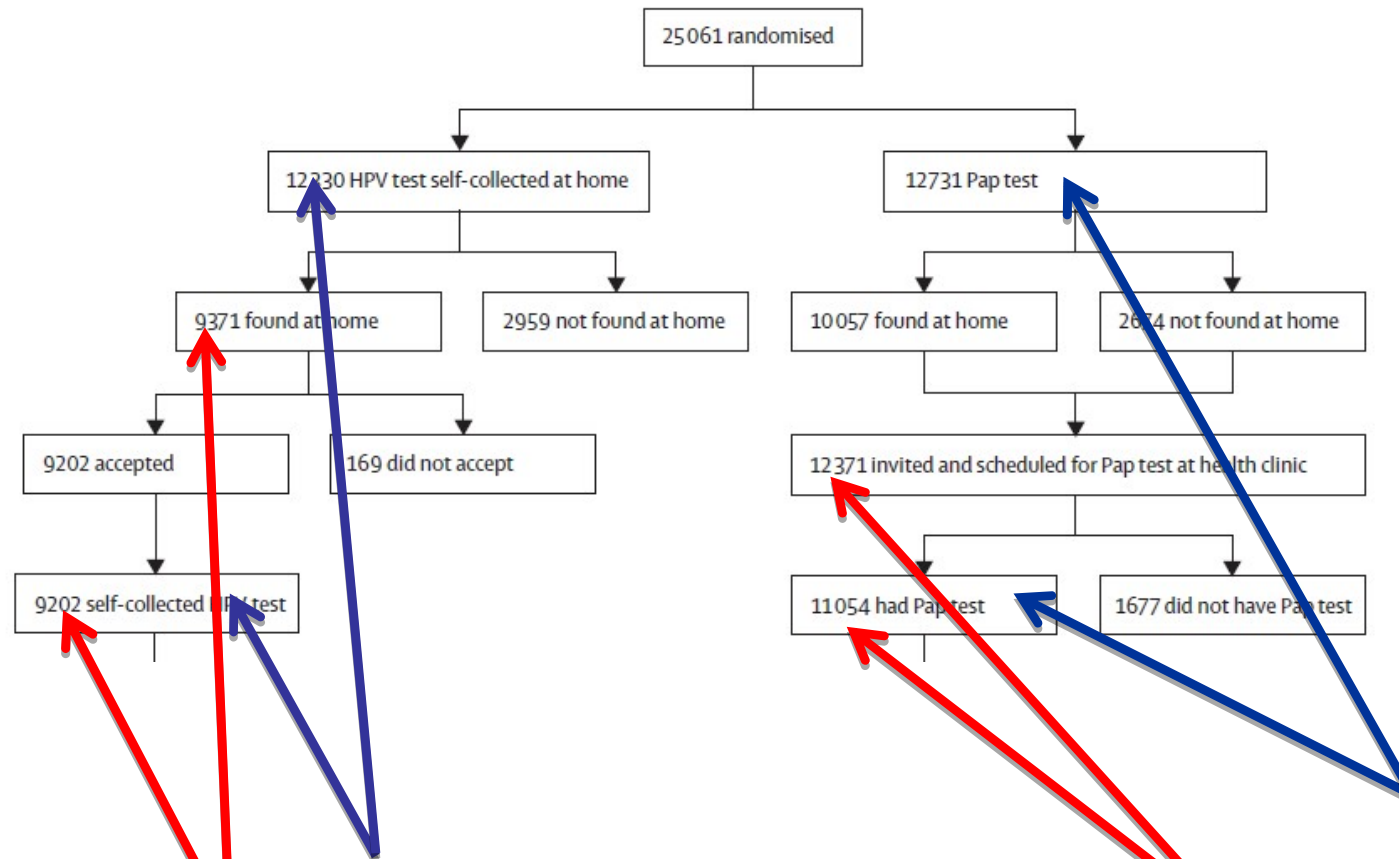 25061 randomised
12330 HPV test self-collected at home
12731 Pap test
9371 found at home
2959 not found at home
10057 found at home
2674 not found at home
9202 accepted
169 did not accept
12371 invited and scheduled for Pap test at health clinic
9202 self-collected HPV test
11054 had Pap test
1677 did not have Pap test